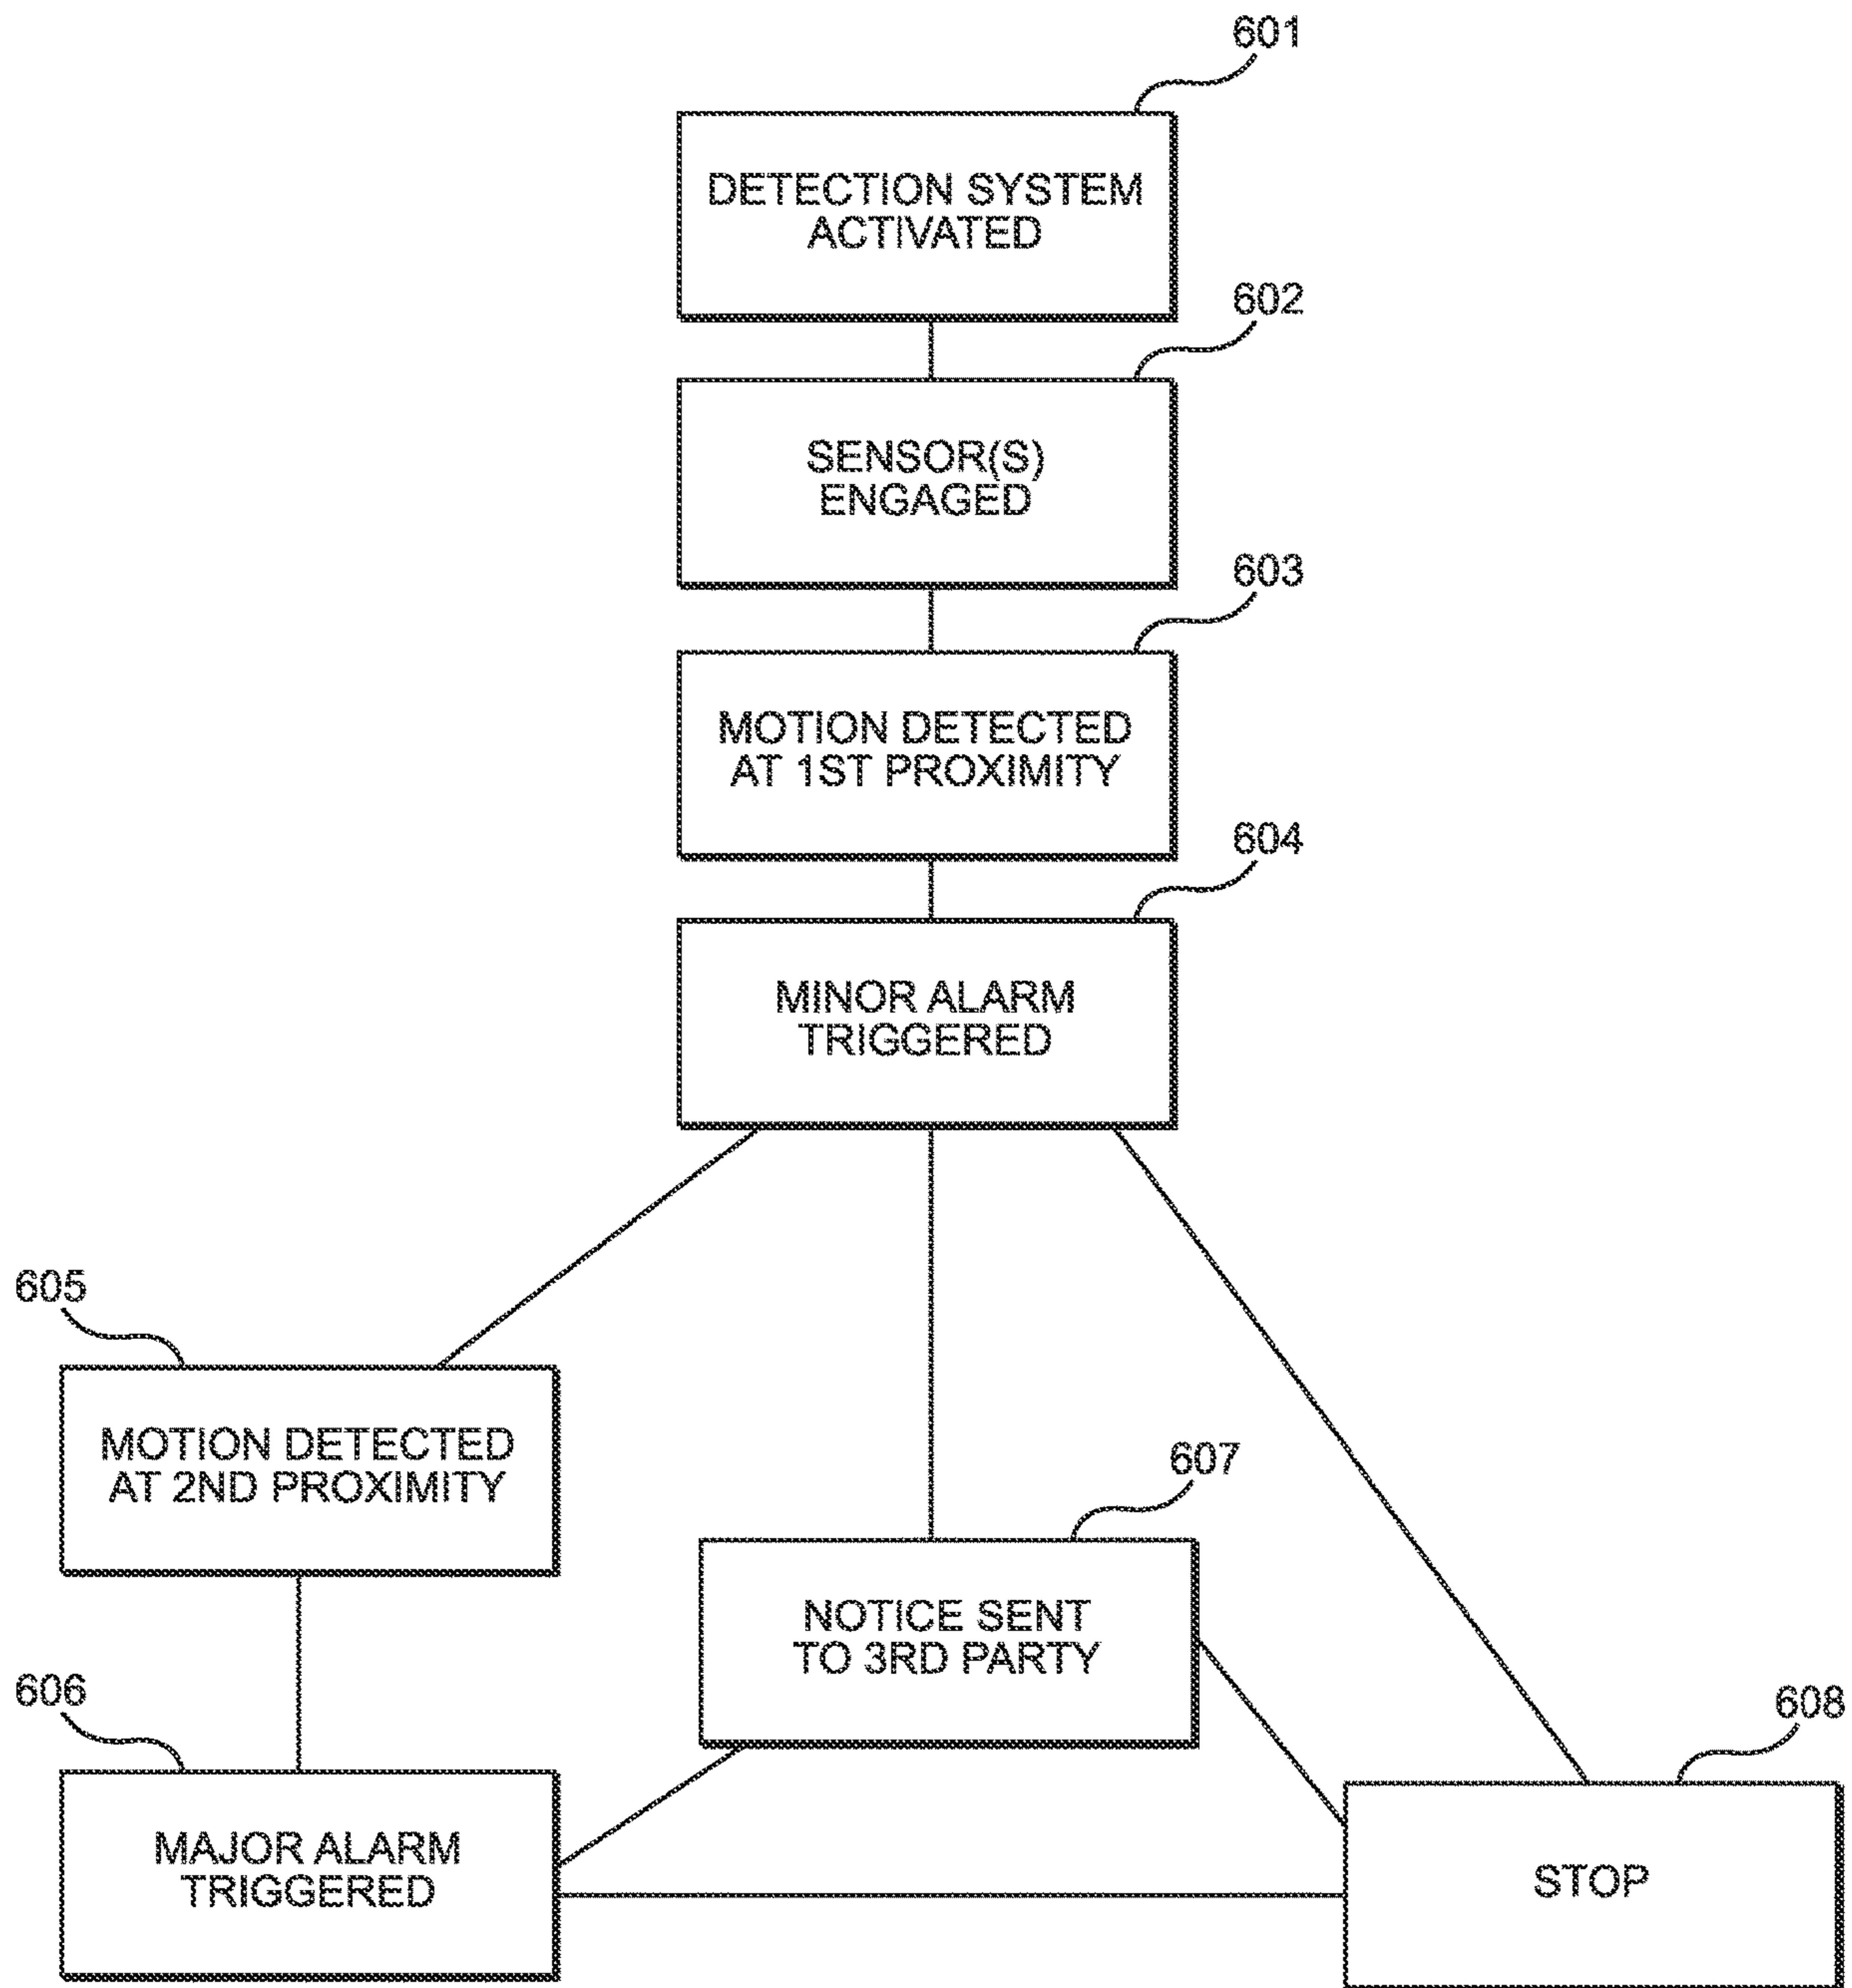 601
DETECTION SYSTEM
ACTIVATED
602
SENSOR(S)
ENGAGED
603
MOTION DETECTED
AT 1ST PROXIMITY
604
MINOR ALARM
TRIGGERED
605
MOTION DETECTED
AT 2ND PROXIMITY
607
NOTICE SENT
TO 3RD PARTY
606
MAJOR ALARM
TRIGGERED
608
STOP